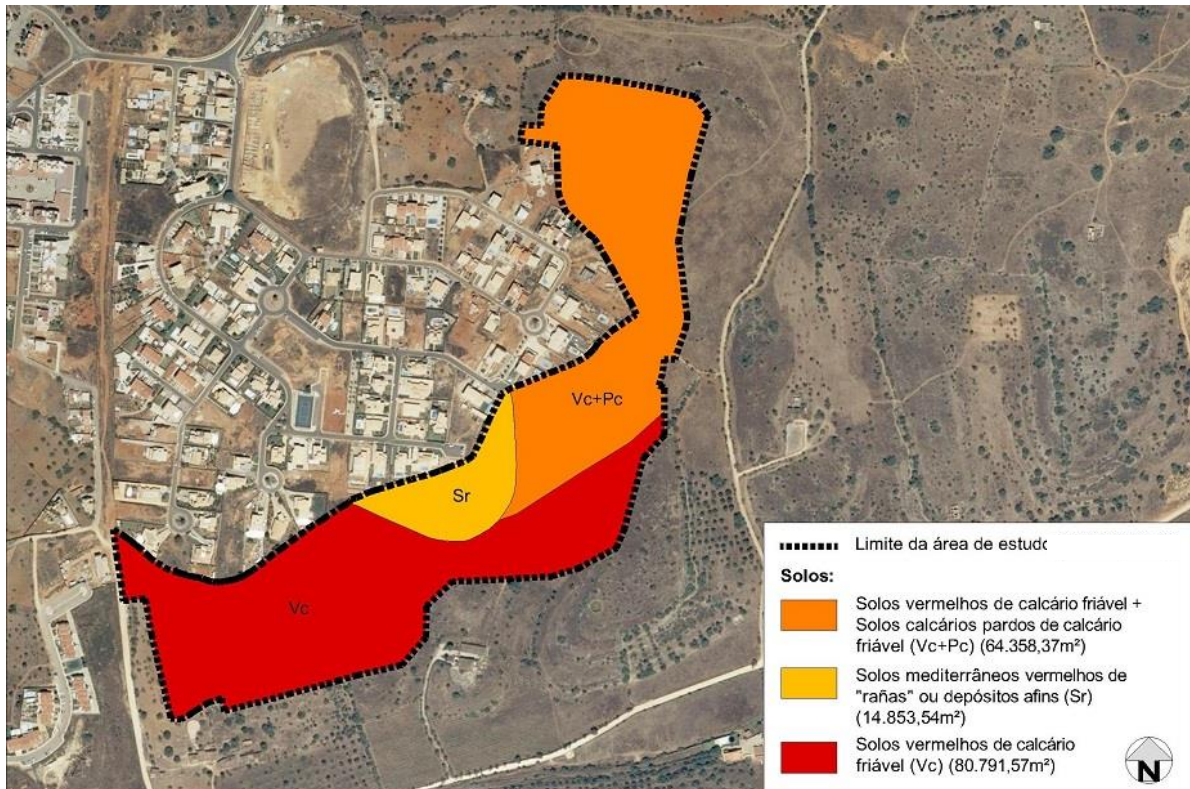 Vc+Pc
Sr
Vc
Limite da área de estudo
Solos:
Solos vermelhos de calcário friável +
Solos calcários pardos de calcário
friável (Vc+Pc) (64.358,37m²)
Solos mediterrâneos vermelhos de
"rañas" ou depósitos afins (Sr)
(14.853,54m²)
Solos vermelhos de calcário
friável (Vc) (80.791,57m²)
N